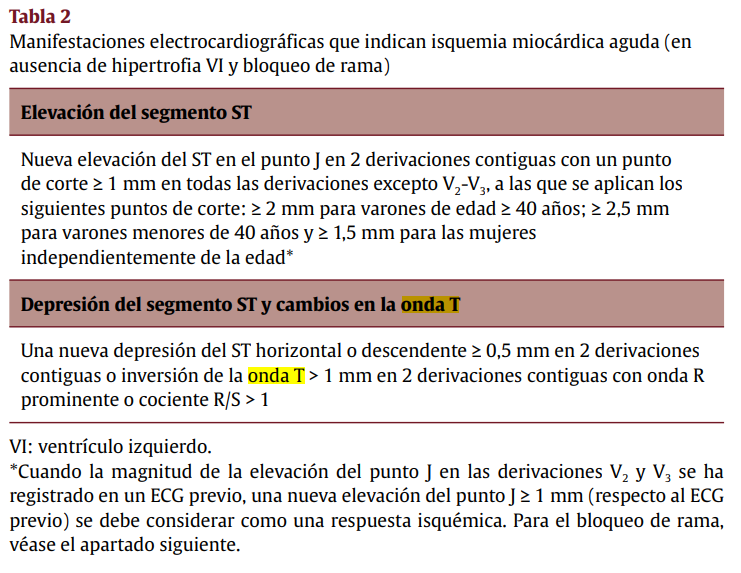 Tabla 2
Manifestaciones electrocardiográficas que indican isquemia miocárdica aguda (en
ausencia de hipertrofia VI y bloqueo de rama)
Elevación del segmento ST
Nueva elevación del ST en el punto J en 2 derivaciones contiguas con un punto
de corte ≥ 1 mm en todas las derivaciones excepto V₂-V₃, a las que se aplican los
siguientes puntos de corte: ≥ 2 mm para varones de edad ≥ 40 años; ≥ 2,5 mm
para varones menores de 40 años y ≥ 1,5 mm para las mujeres
independientemente de la edad*
Depresión del segmento ST y cambios en la onda T
Una nueva depresión del ST horizontal o descendente ≥ 0,5 mm en 2 derivaciones
contiguas o inversión de la onda T > 1 mm en 2 derivaciones contiguas con onda R
prominente o cociente R/S > 1
VI: ventrículo izquierdo.
*Cuando la magnitud de la elevación del punto J en las derivaciones V₂ y V₃ se ha
registrado en un ECG previo, una nueva elevación del punto J ≥ 1 mm (respecto al ECG
previo) se debe considerar como una respuesta isquémica. Para el bloqueo de rama,
véase el apartado siguiente.